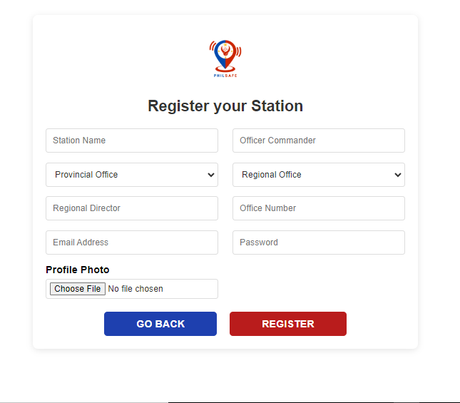 PHILSAFE
Register your Station
Station Name
Officer Commander
Provincial Office
Regional Office
Regional Director
Office Number
Email Address
Password
Profile Photo
Choose File No file chosen
GO BACK
REGISTER